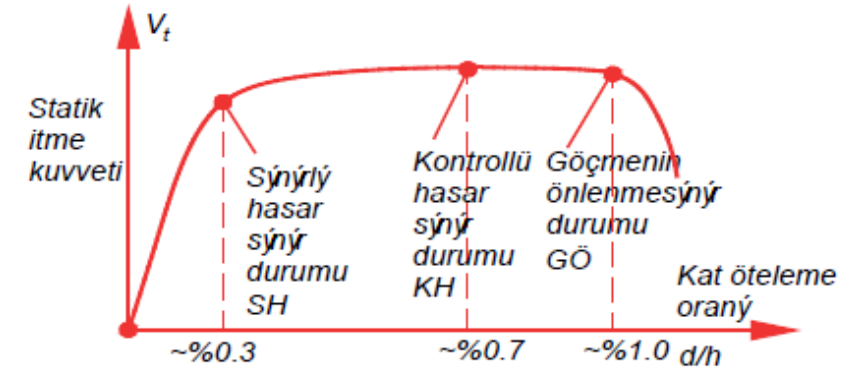 V_t
Statik
itme
kuvveti
Sýnýrlý
hasar
sýnýr
durumu
SH
Kontrollü
hasar
sýnýr
durumu
KH
Göçmenin
önlenmesýnýr
durumu
GÖ
Kat öteleme
oraný
~%0.3
~%0.7
~%1.0
d/h